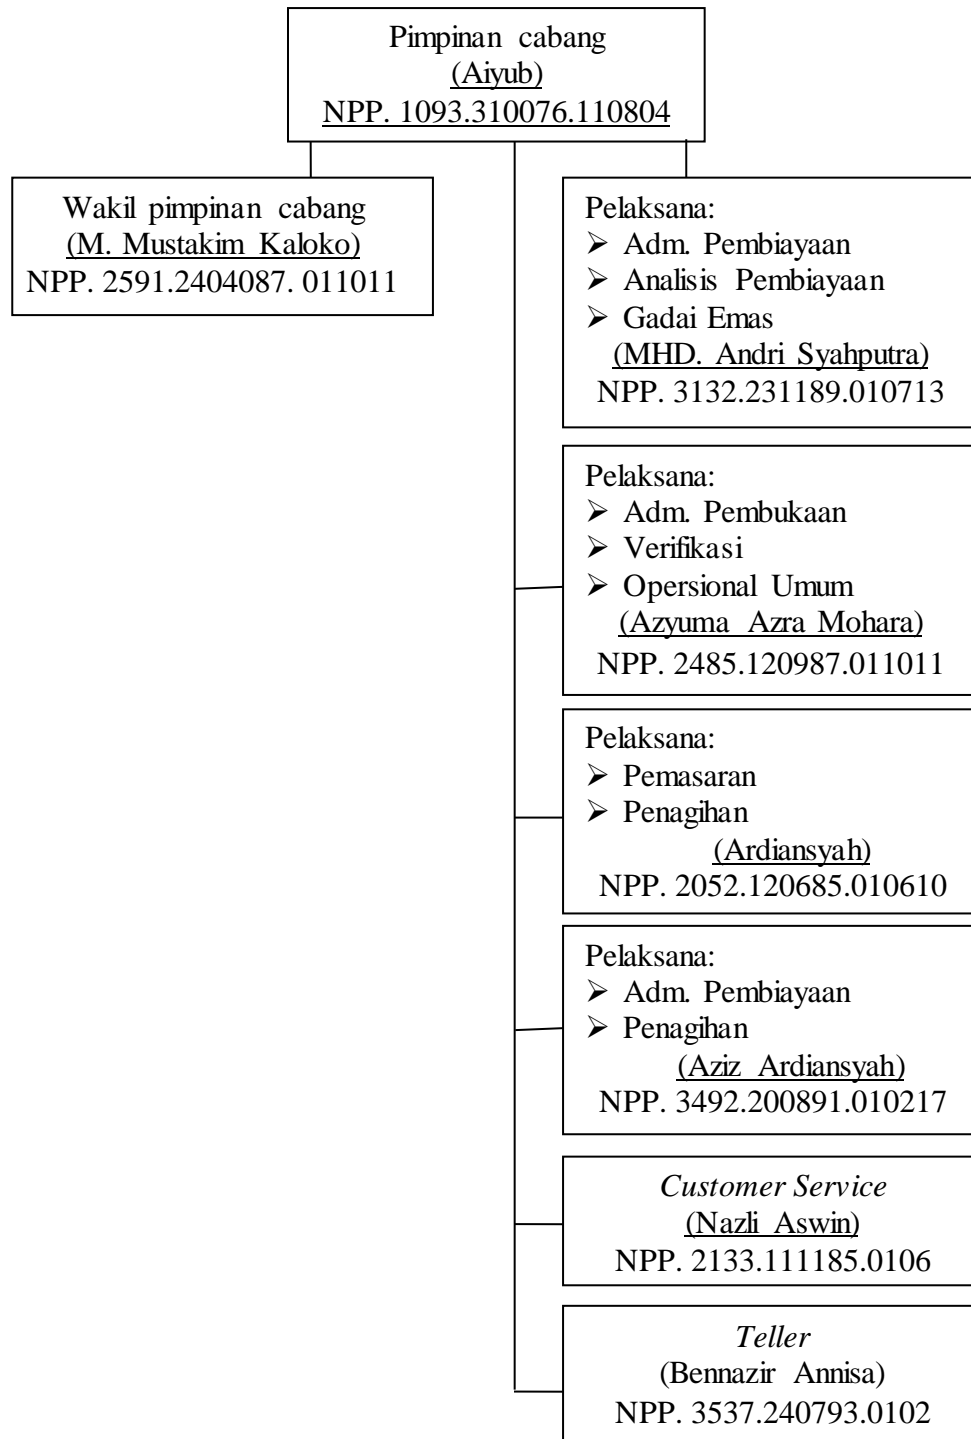 Pimpinan cabang
(Aiyub)
NPP. 1093.310076.110804
Wakil pimpinan cabang
(M. Mustakim Kaloko)
NPP. 2591.2404087. 011011
Pelaksana:
➢ Adm. Pembiayaan
➢ Analisis Pembiayaan
➢ Gadai Emas
(MHD. Andri Syahputra)
NPP. 3132.231189.010713
Pelaksana:
➢ Adm. Pembukaan
➢ Verifikasi
➢ Opersional Umum
(Azyuma Azra Mohara)
NPP. 2485.120987.011011
Pelaksana:
➢ Pemasaran
➢ Penagihan
(Ardiansyah)
NPP. 2052.120685.010610
Pelaksana:
➢ Adm. Pembiayaan
➢ Penagihan
(Aziz Ardiansyah)
NPP. 3492.200891.010217
Customer Service
(Nazli Aswin)
NPP. 2133.111185.0106
Teller
(Bennazir Annisa)
NPP. 3537.240793.0102